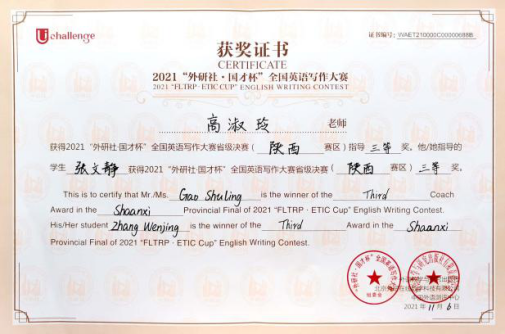 Uchallenge
证书编号：
获奖证书
CERTIFICATE
2021“外研社·国才杯”全国英语写作大赛
2021 "FLTRP·ETIC CUP" ENGLISH WRITING CONTEST
高淑玲 老师
获得2021“外研社·国才杯”全国英语写作大赛省级决赛（陕西 赛区）指导 三等 奖。他/她指导的
学生 张文静 获得2021“外研社·国才杯”全国英语写作大赛省级决赛（陕西 赛区）三等 奖。
This is to certify that Mr./Ms. Gao Shuling is the winner of the Third Coach
Award in the Shaanxi Provincial Final of 2021 "FLTRP · ETIC Cup" English Writing Contest.
His/Her student Zhang Wenjing is the winner of the Third Award in the Shaanxi
Provincial Final of 2021 "FLTRP · ETIC Cup" English Writing Contest.
2021年11月6日